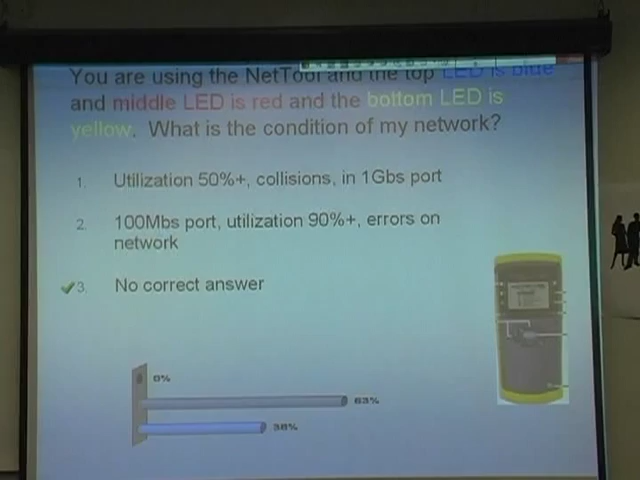 You are using the NetTool and the top LED is blue
and middle LED is red and the bottom LED is
yellow. What is the condition of my network?
1. Utilization 50%+, collisions, in 1Gbs port
2. 100Mbs port, utilization 90%+, errors on
network
3. No correct answer
0%
63%
38%